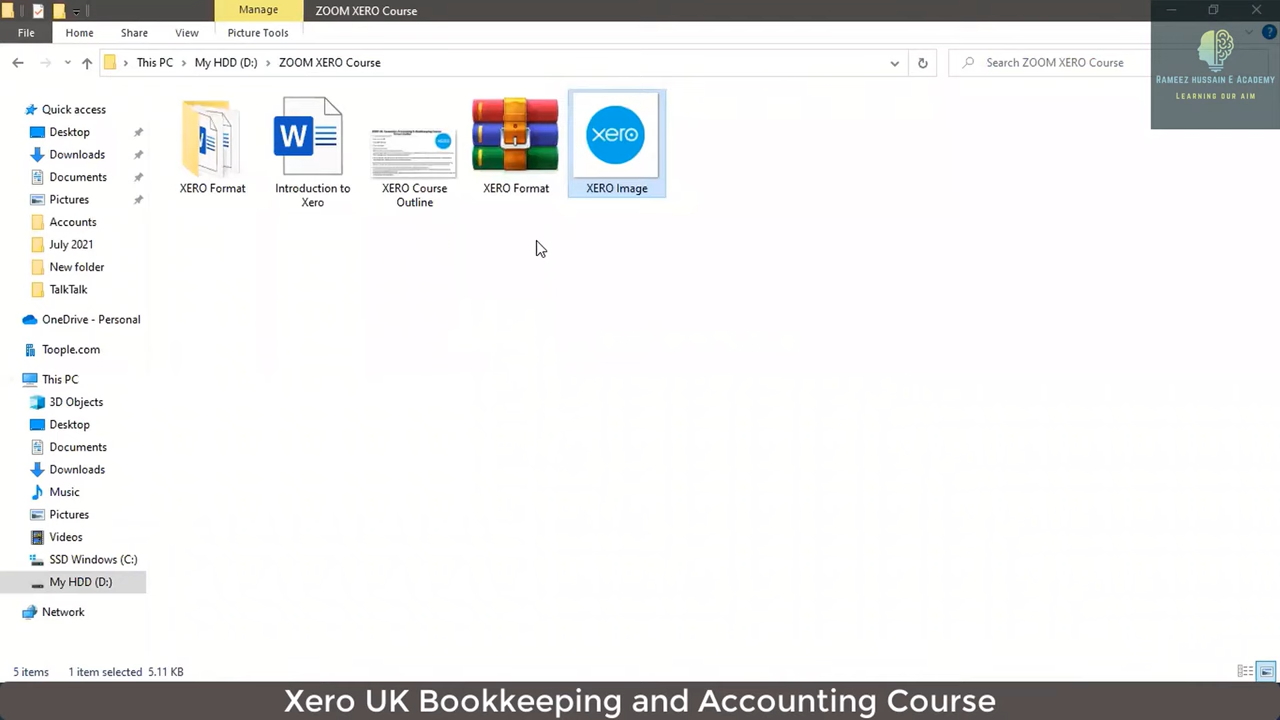 Manage
ZOOM XERO Course
File
Home
Share
View
Picture Tools
This PC
My HDD (D:)
ZOOM XERO Course
Search ZOOM XERO Course
RAMEEZ HUSSAIN E ACADEMY
LEARNING OUR AIM
Quick access
Desktop
Downloads
Documents
Pictures
Accounts
July 2021
New folder
TalkTalk
OneDrive - Personal
Toople.com
This PC
3D Objects
Desktop
Documents
Downloads
Music
Pictures
Videos
SSD Windows (C:)
My HDD (D:)
Network
XERO Format
W
Introduction to
Xero
XERO Course
Outline
XERO Format
xero
XERO Image
5 items
1 item selected 5.11 KB
Xero UK Bookkeeping and Accounting Course